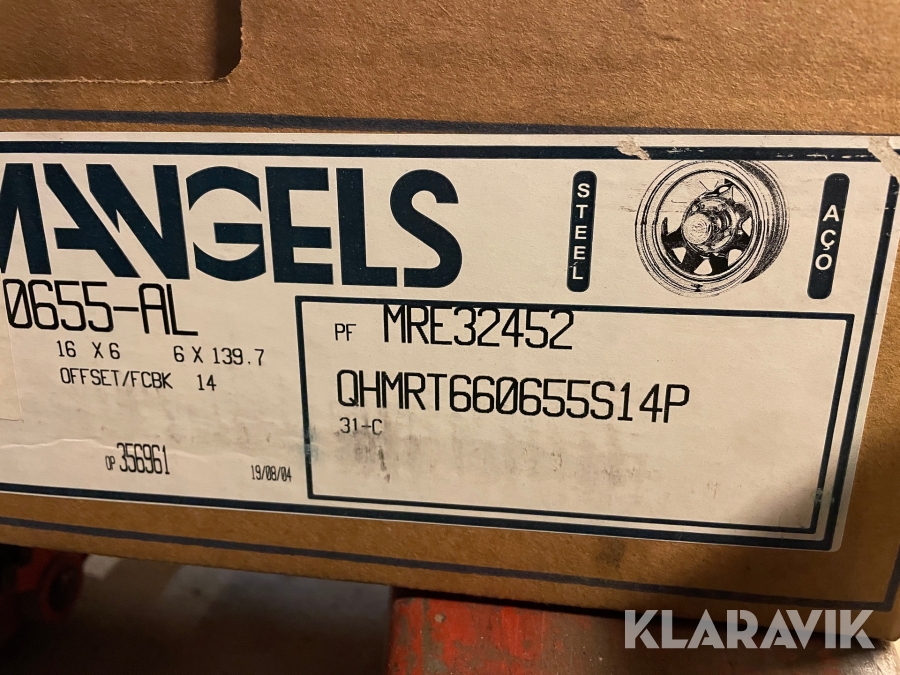 MANGELS
STEEL
AÇO
0655-AL
16 X 6 6 X 139.7
OFFSET/FCBK 14
OP 356961 19/08/04
PF MRE32452
QHMRT660655S14P
31-C
KLARAVIK